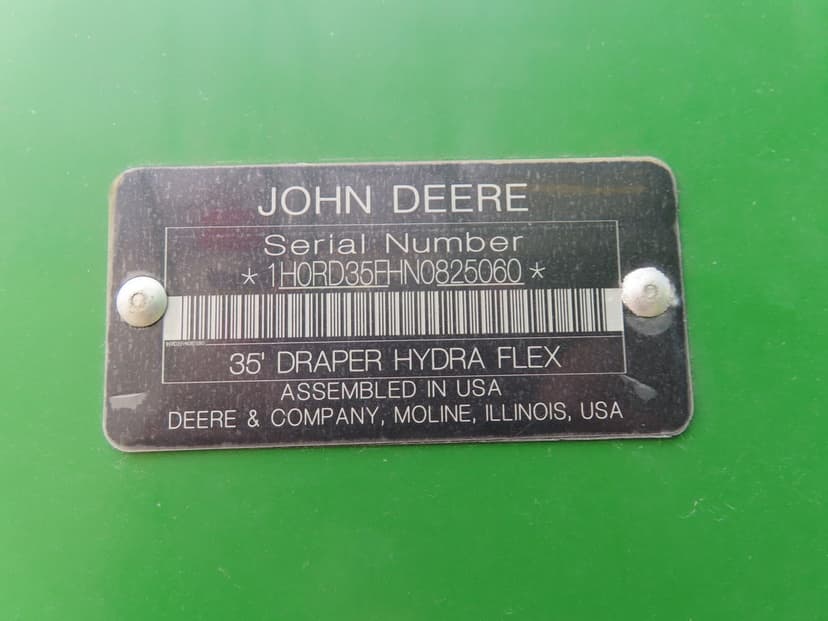 JOHN DEERE
Serial Number
*1H0RD35FHN0825060*
35' DRAPER HYDRA FLEX
ASSEMBLED IN USA
DEERE & COMPANY, MOLINE, ILLINOIS, USA